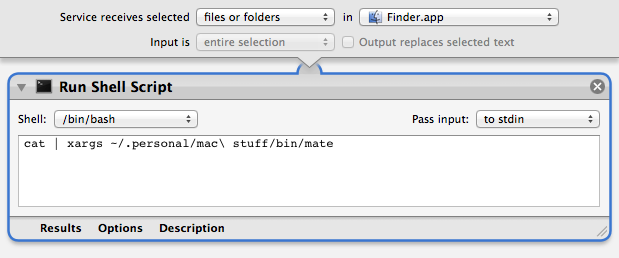 Service receives selected files or folders in Finder.app
Input is entire selection Output replaces selected text
Run Shell Script
Shell: /bin/bash Pass input: to stdin
cat | xargs ~/.personal/mac\ stuff/bin/mate
Results Options Description